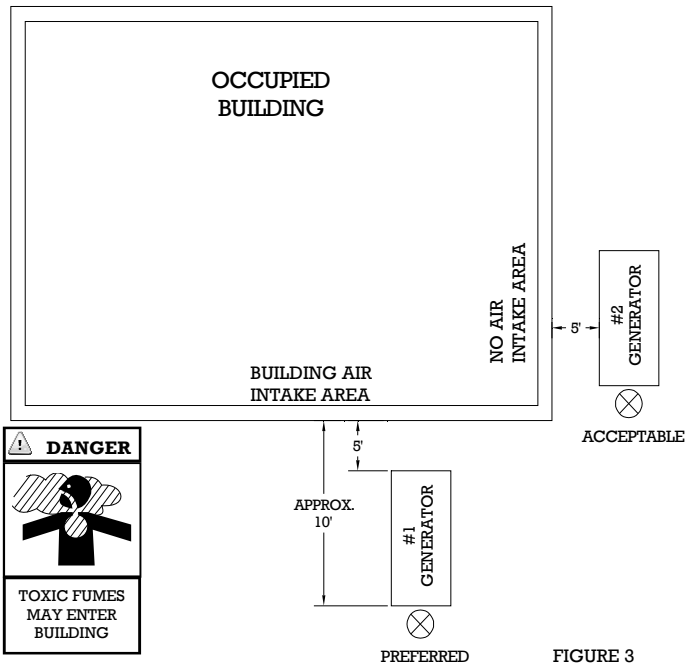 OCCUPIED
BUILDING
NO AIR
INTAKE AREA
#2
GENERATOR
5'
BUILDING AIR
INTAKE AREA
ACCEPTABLE
DANGER
5'
APPROX.
10'
#1
GENERATOR
TOXIC FUMES
MAY ENTER
BUILDING
PREFERRED
FIGURE 3